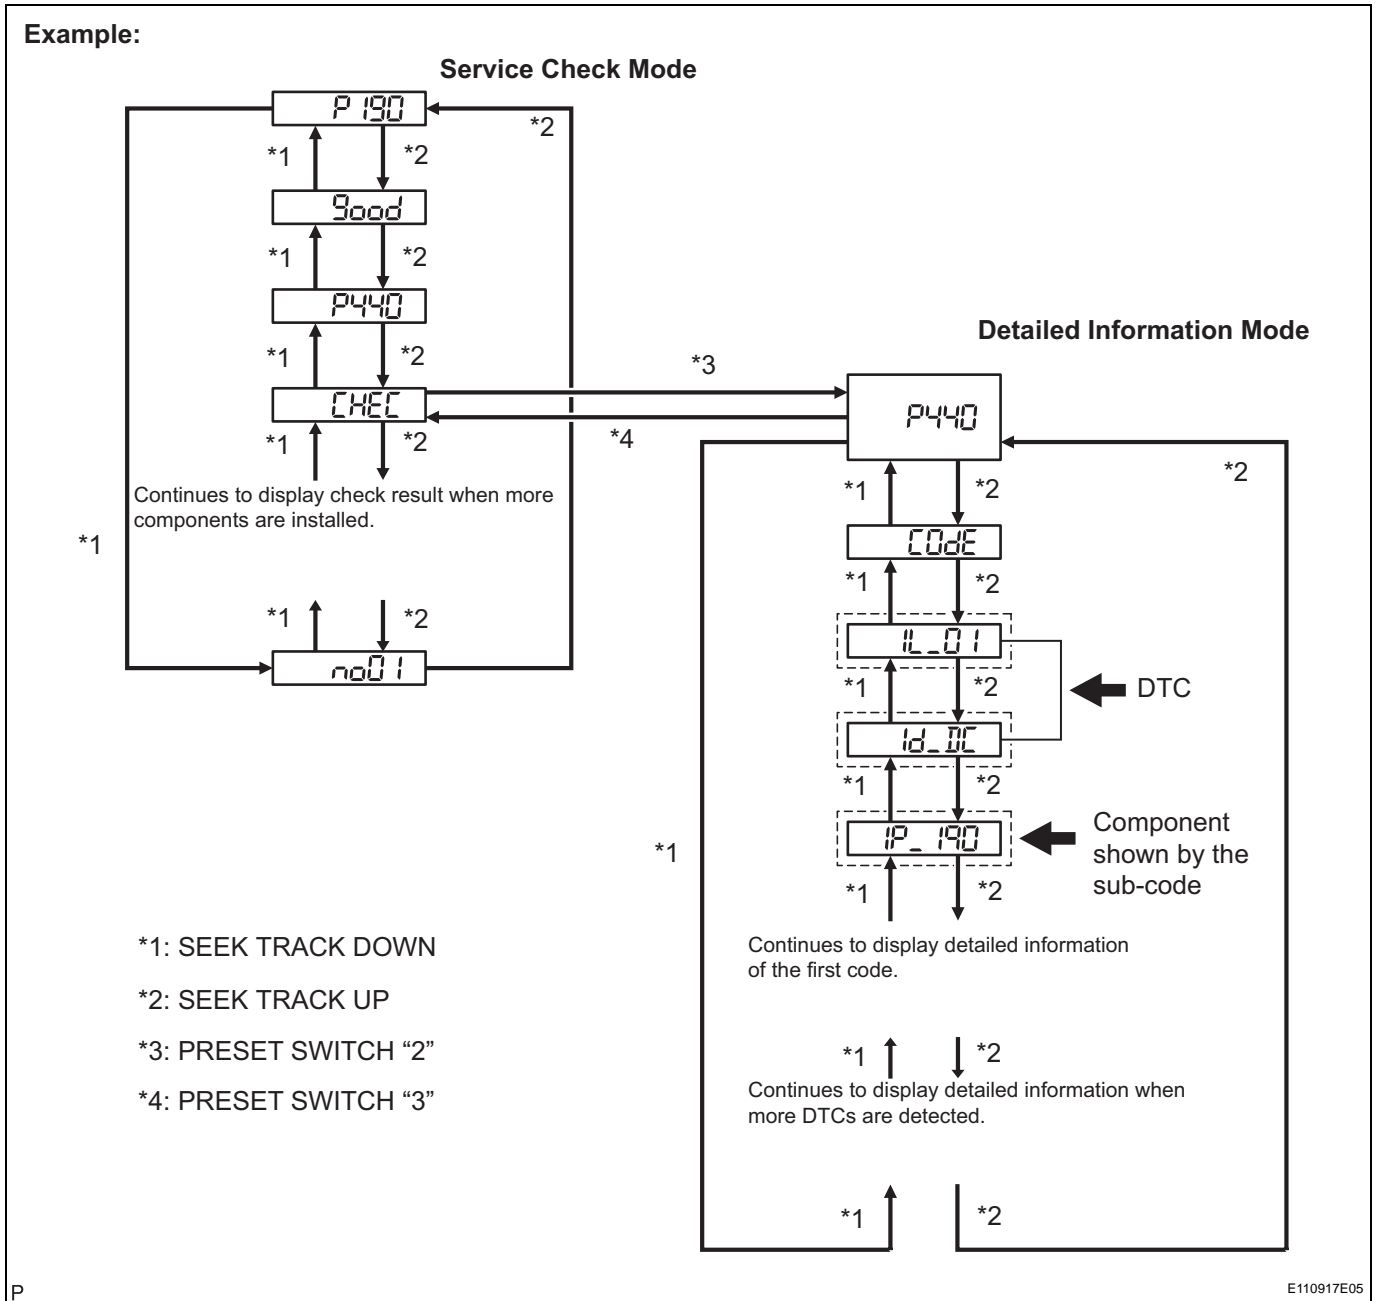 Example:
Service Check Mode
P190
*2
*1
*2
good
*1
*2
P440
*1
*2
CHEC
*3
*4
*1
*2
Continues to display check result when more
components are installed.
*1
*1
*2
no01
Detailed Information Mode
P440
*2
*1
*2
COdE
*1
*2
1L_01
*1
*2
DTC
1d_DC
*1
*2
1P_190
Component
shown by the
sub-code
*1
*1
*2
Continues to display detailed information
of the first code.
*1
*2
Continues to display detailed information when
more DTCs are detected.
*1
*2
*1: SEEK TRACK DOWN
*2: SEEK TRACK UP
*3: PRESET SWITCH “2”
*4: PRESET SWITCH “3”
P
E110917E05